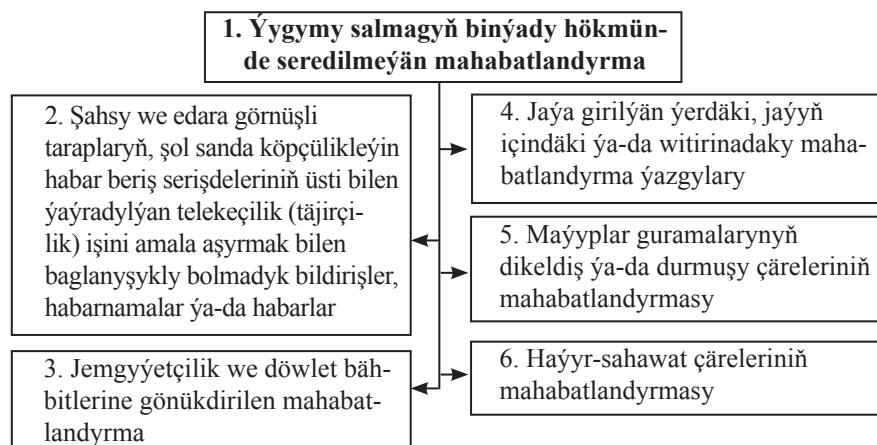 1. Ýygymy salmagyň binýady hökmün-
de seredilmeýän mahabatlandyrma
2. Şahsy we edara görnüşli
taraplaryň, şol sanda köpçülikleýin
habar beriş serişdeleriniň üsti bilen
ýaýradylýan telekeçilik (täjirçi-
lik) işini amala aşyrmak bilen
baglanyşykly bolmadyk bildirişler,
habarnamalar ýa-da habarlar
3. Jemgyýetçilik we döwlet bäh-
bitlerine gönükdirilen mahabat-
landyrma
4. Jaýa girilýän ýerdäki, jaýyň
içindäki ýa-da witirinadaky maha-
batlandyrma ýazgylary
5. Maýyplar guramalarynyň
dikeldiş ýa-da durmuşy çäreleriniň
mahabatlandyrmasy
6. Haýyr-sahawat çäreleriniň
mahabatlandyrmasy